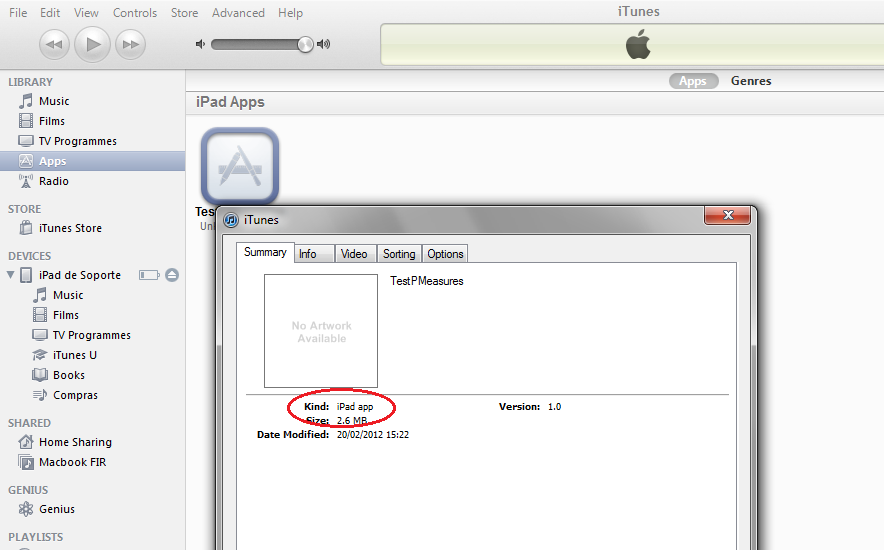 File Edit View Controls Store Advanced Help
iTunes
Apps Genres
LIBRARY
Music
Films
TV Programmes
Apps
Radio
STORE
iTunes Store
DEVICES
iPad de Soporte
Music
Films
TV Programmes
iTunes U
Books
Compras
SHARED
Home Sharing
Macbook FIR
GENIUS
Genius
PLAYLISTS
iPad Apps
iTunes
Summary Info Video Sorting Options
TestPMeasures
No Artwork
Available
Kind: iPad app Version: 1.0
Size: 2.6 MB
Date Modified: 20/02/2012 15:22